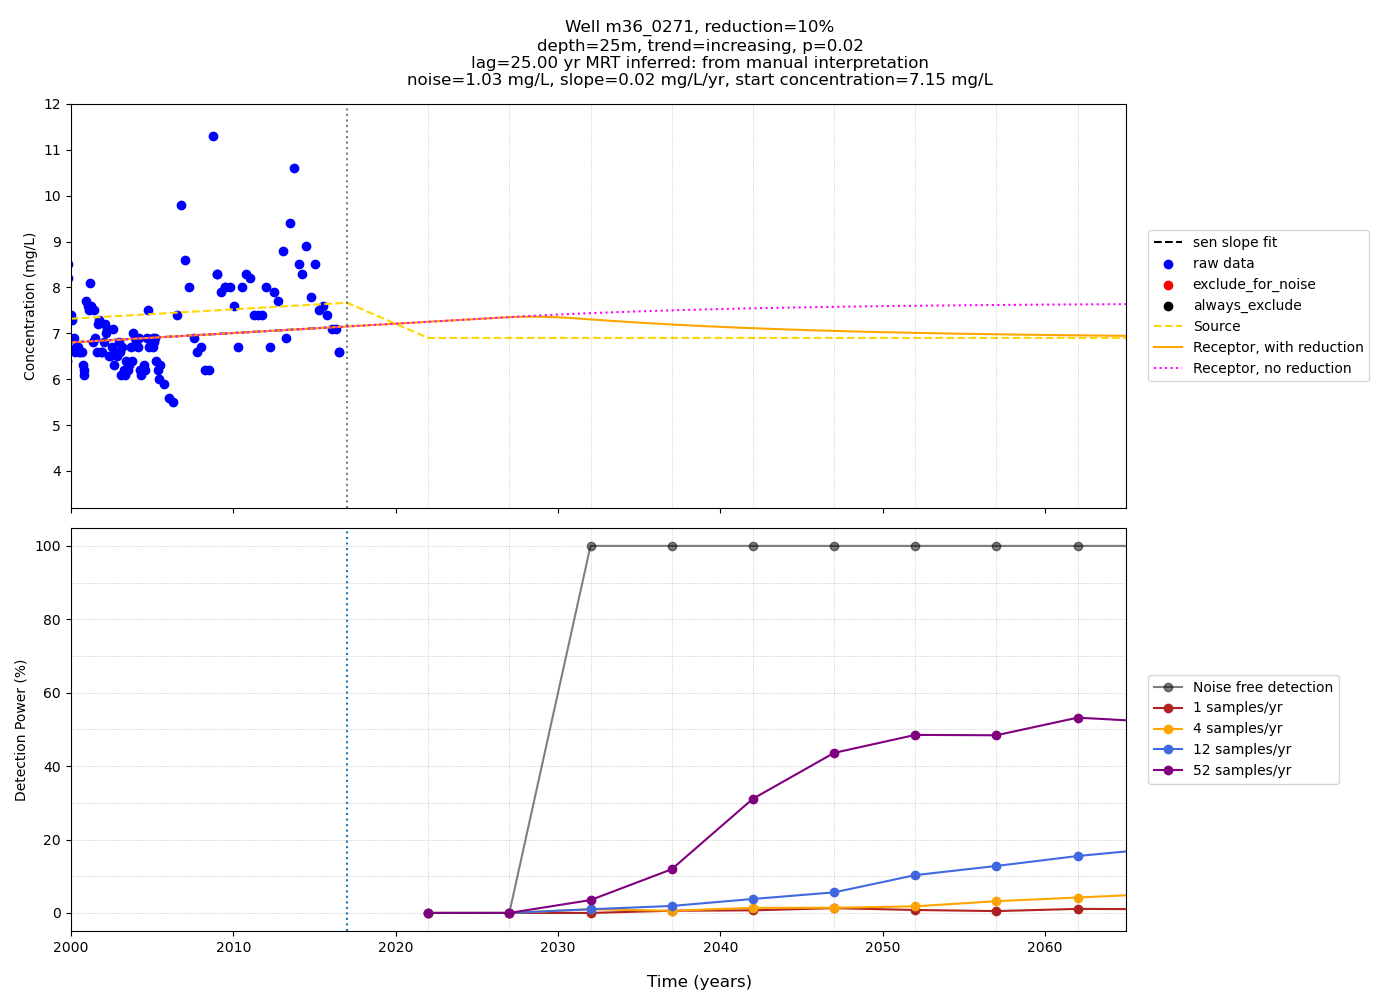 Well m36_0271, reduction=10%
depth=25m, trend=increasing, p=0.02
lag=25.00 yr MRT inferred: from manual interpretation
noise=1.03 mg/L, slope=0.02 mg/L/yr, start concentration=7.15 mg/L
12
11
10
9
8
7
6
5
4
Concentration (mg/L)
sen slope fit
raw data
exclude_for_noise
always_exclude
Source
Receptor, with reduction
Receptor, no reduction
100
80
60
40
20
0
Detection Power (%)
Noise free detection
1 samples/yr
4 samples/yr
12 samples/yr
52 samples/yr
2000 2010 2020 2030 2040 2050 2060
Time (years)